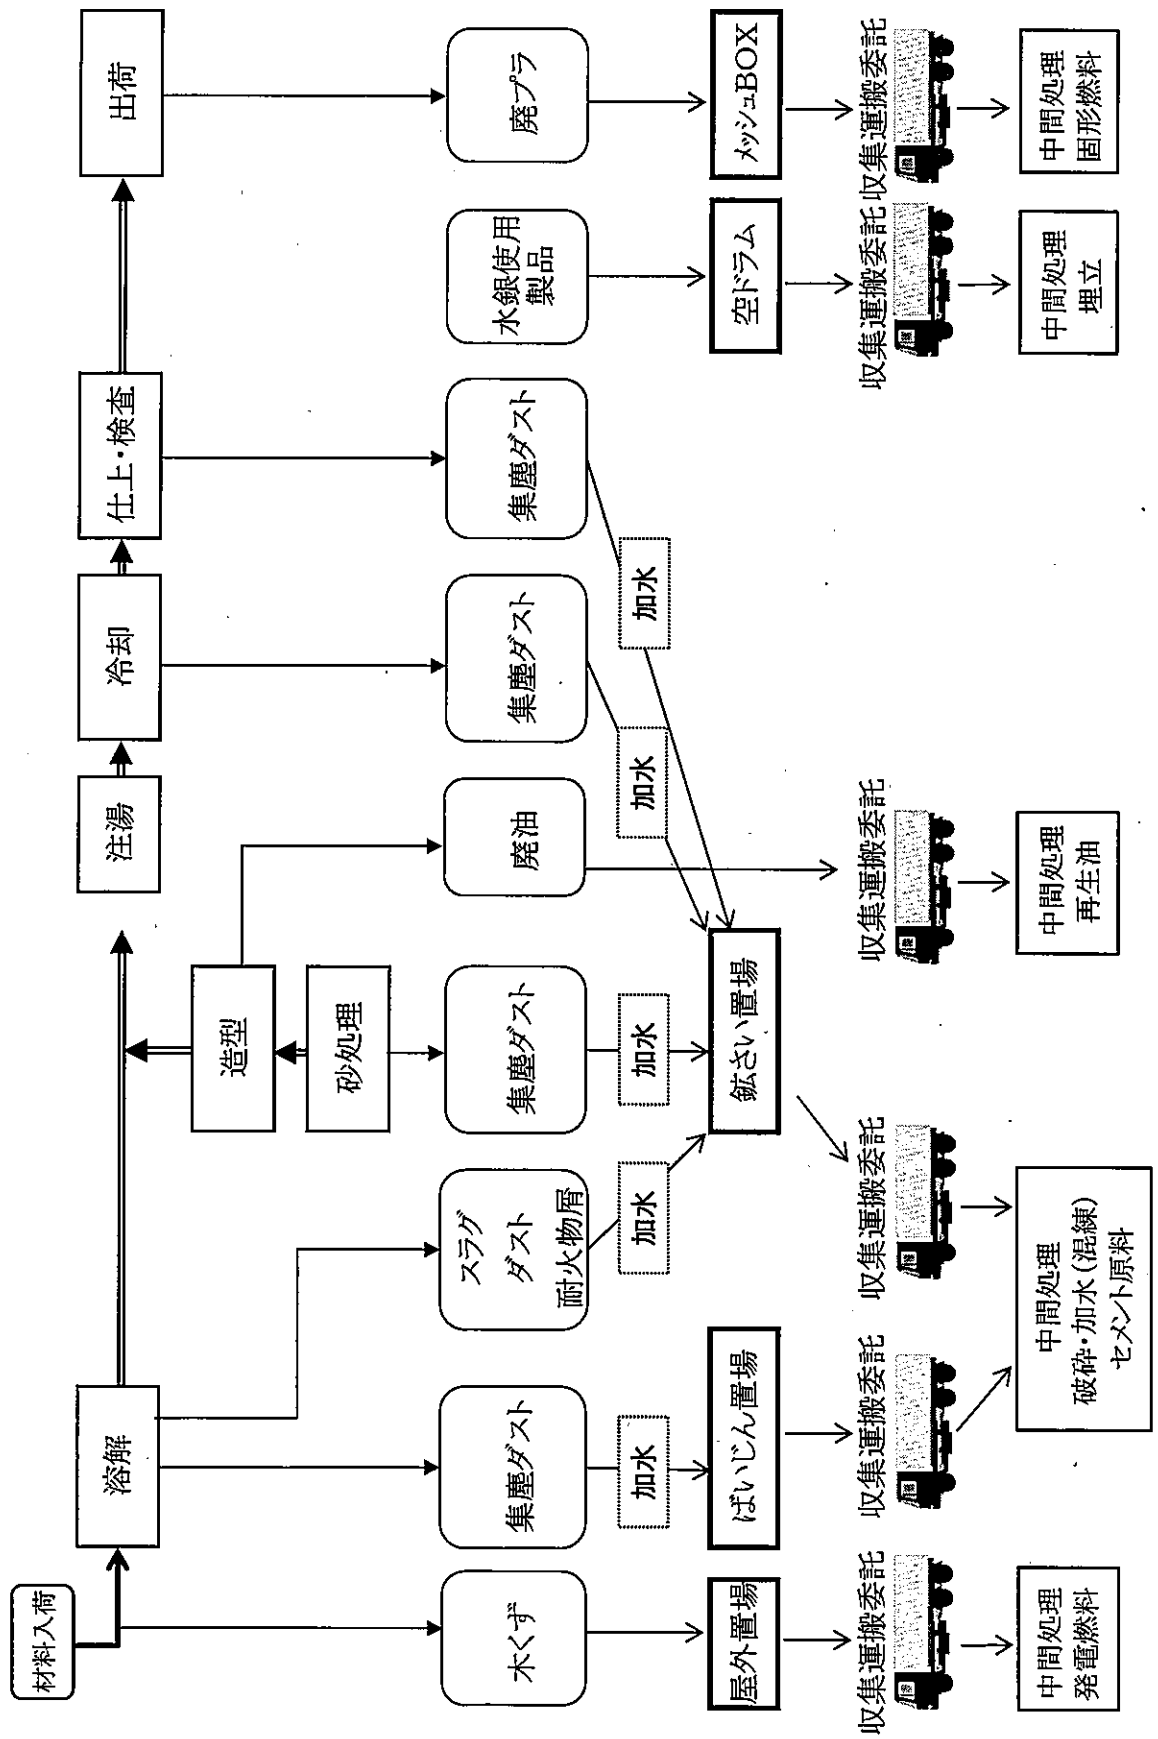 材料入荷
溶解
造型
砂処理
注湯
冷却
仕上・検査
出荷
木くず
集塵ダスト
スラグ
ダスト
耐火物屑
集塵ダスト
廃油
集塵ダスト
集塵ダスト
水銀使用
製品
廃プラ
加水
加水
加水
加水
加水
屋外置場
ばいじん置場
鉱さい置場
空ドラム
メッシュBOX
収集運搬委託
収集運搬委託
収集運搬委託
収集運搬委託
収集運搬委託
収集運搬委託
中間処理
発電燃料
中間処理
破砕・加水(混練)
セメント原料
中間処理
再生油
中間処理
埋立
中間処理
固形燃料